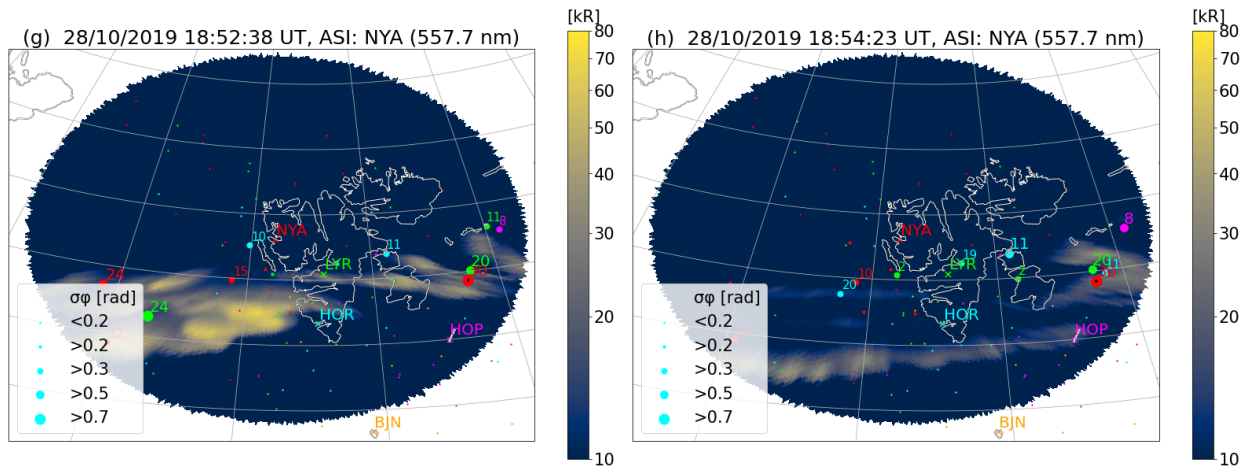 (g) 28/10/2019 18:52:38 UT, ASI: NYA (557.7 nm)
[kR]
80
70
60
50
40
30
20
10
11
8
10
NYA
11
LYR
15
20
24
24
HOR
HOP
BJN
σφ [rad]
<0.2
>0.2
>0.3
>0.5
>0.7
(h) 28/10/2019 18:54:23 UT, ASI: NYA (557.7 nm)
[kR]
80
70
60
50
40
30
20
10
8
NYA
11
19
LYR
2
2
10
20
20
11
HOR
HOP
BJN
σφ [rad]
<0.2
>0.2
>0.3
>0.5
>0.7